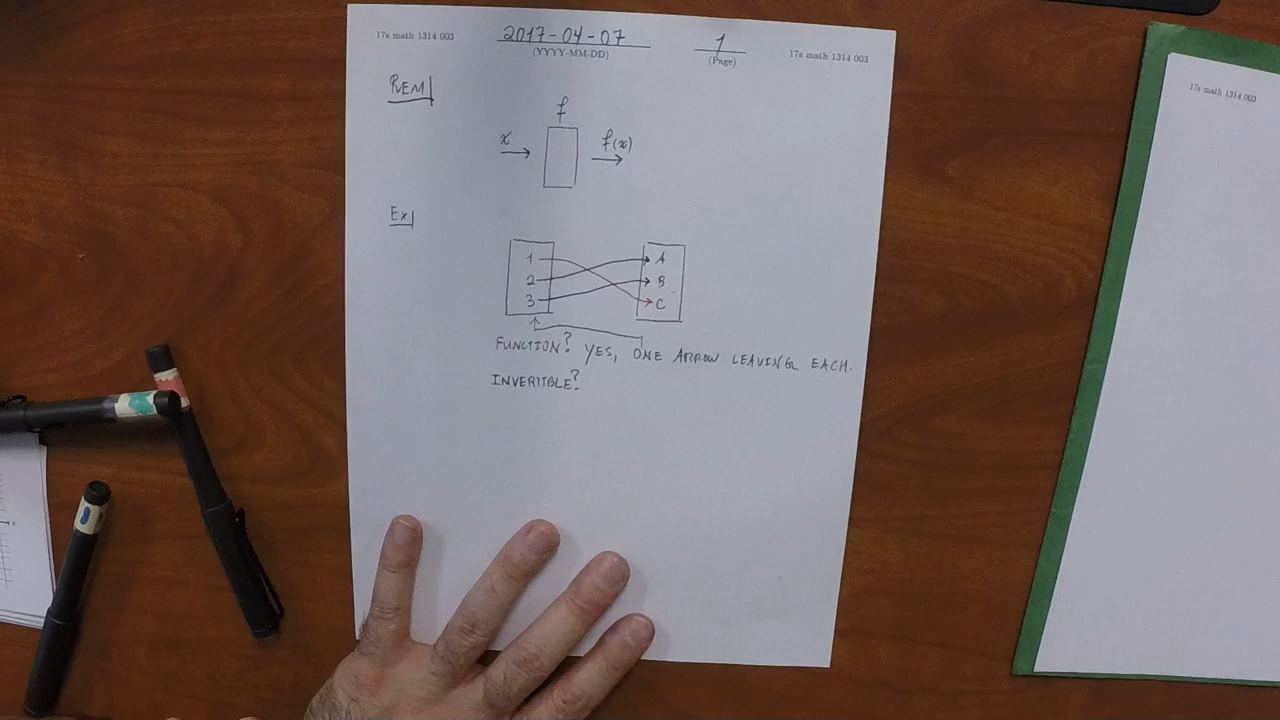 17s math 1314 003
2017-04-07
(YYYY-MM-DD)
1
(Page)
17s math 1314 003
REM
f
x
f(x)
Ex
1 A
2 B
3 C
FUNCTION? YES, ONE ARROW LEAVING EACH.
INVERTIBLE?
17s math 1314 003